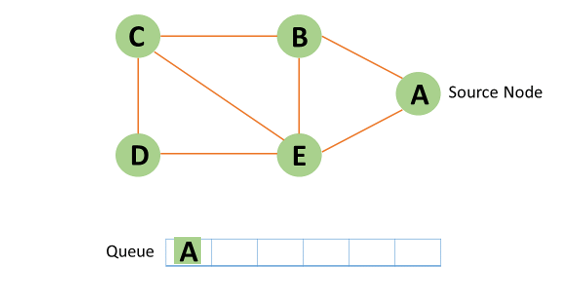 C B
A Source Node
D E
Queue A